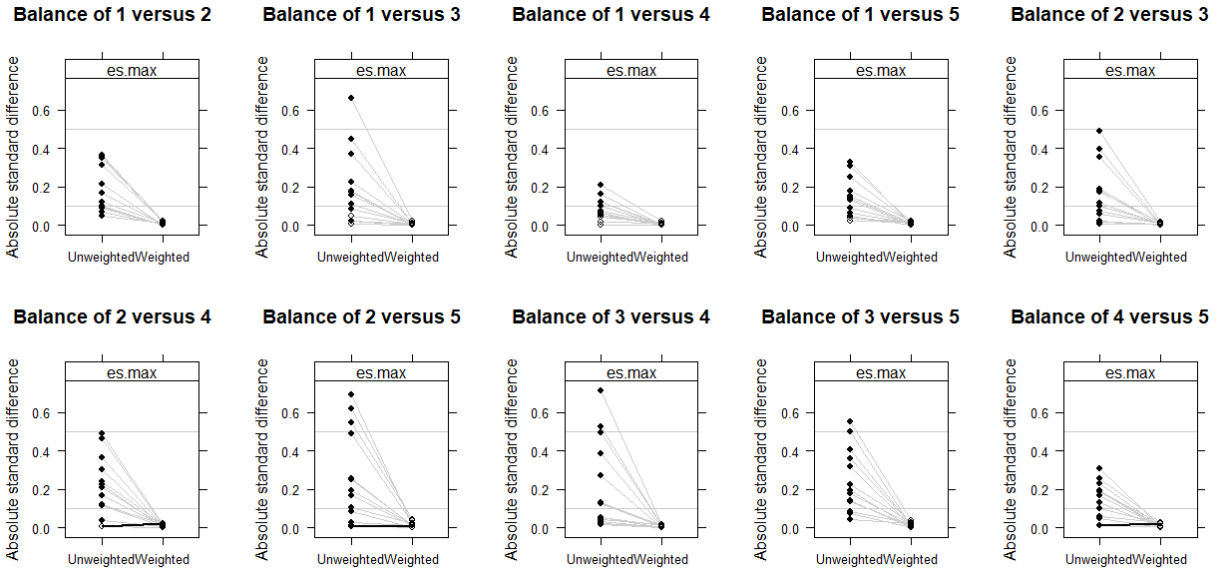 Balance of 1 versus 2
Absolute standard difference
es.max
0.6
0.4
0.2
0.0
UnweightedWeighted
Balance of 1 versus 3
Absolute standard difference
es.max
0.6
0.4
0.2
0.0
UnweightedWeighted
Balance of 1 versus 4
Absolute standard difference
es.max
0.6
0.4
0.2
0.0
UnweightedWeighted
Balance of 1 versus 5
Absolute standard difference
es.max
0.6
0.4
0.2
0.0
UnweightedWeighted
Balance of 2 versus 3
Absolute standard difference
es.max
0.6
0.4
0.2
0.0
UnweightedWeighted
Balance of 2 versus 4
Absolute standard difference
es.max
0.6
0.4
0.2
0.0
UnweightedWeighted
Balance of 2 versus 5
Absolute standard difference
es.max
0.6
0.4
0.2
0.0
UnweightedWeighted
Balance of 3 versus 4
Absolute standard difference
es.max
0.6
0.4
0.2
0.0
UnweightedWeighted
Balance of 3 versus 5
Absolute standard difference
es.max
0.6
0.4
0.2
0.0
UnweightedWeighted
Balance of 4 versus 5
Absolute standard difference
es.max
0.6
0.4
0.2
0.0
UnweightedWeighted